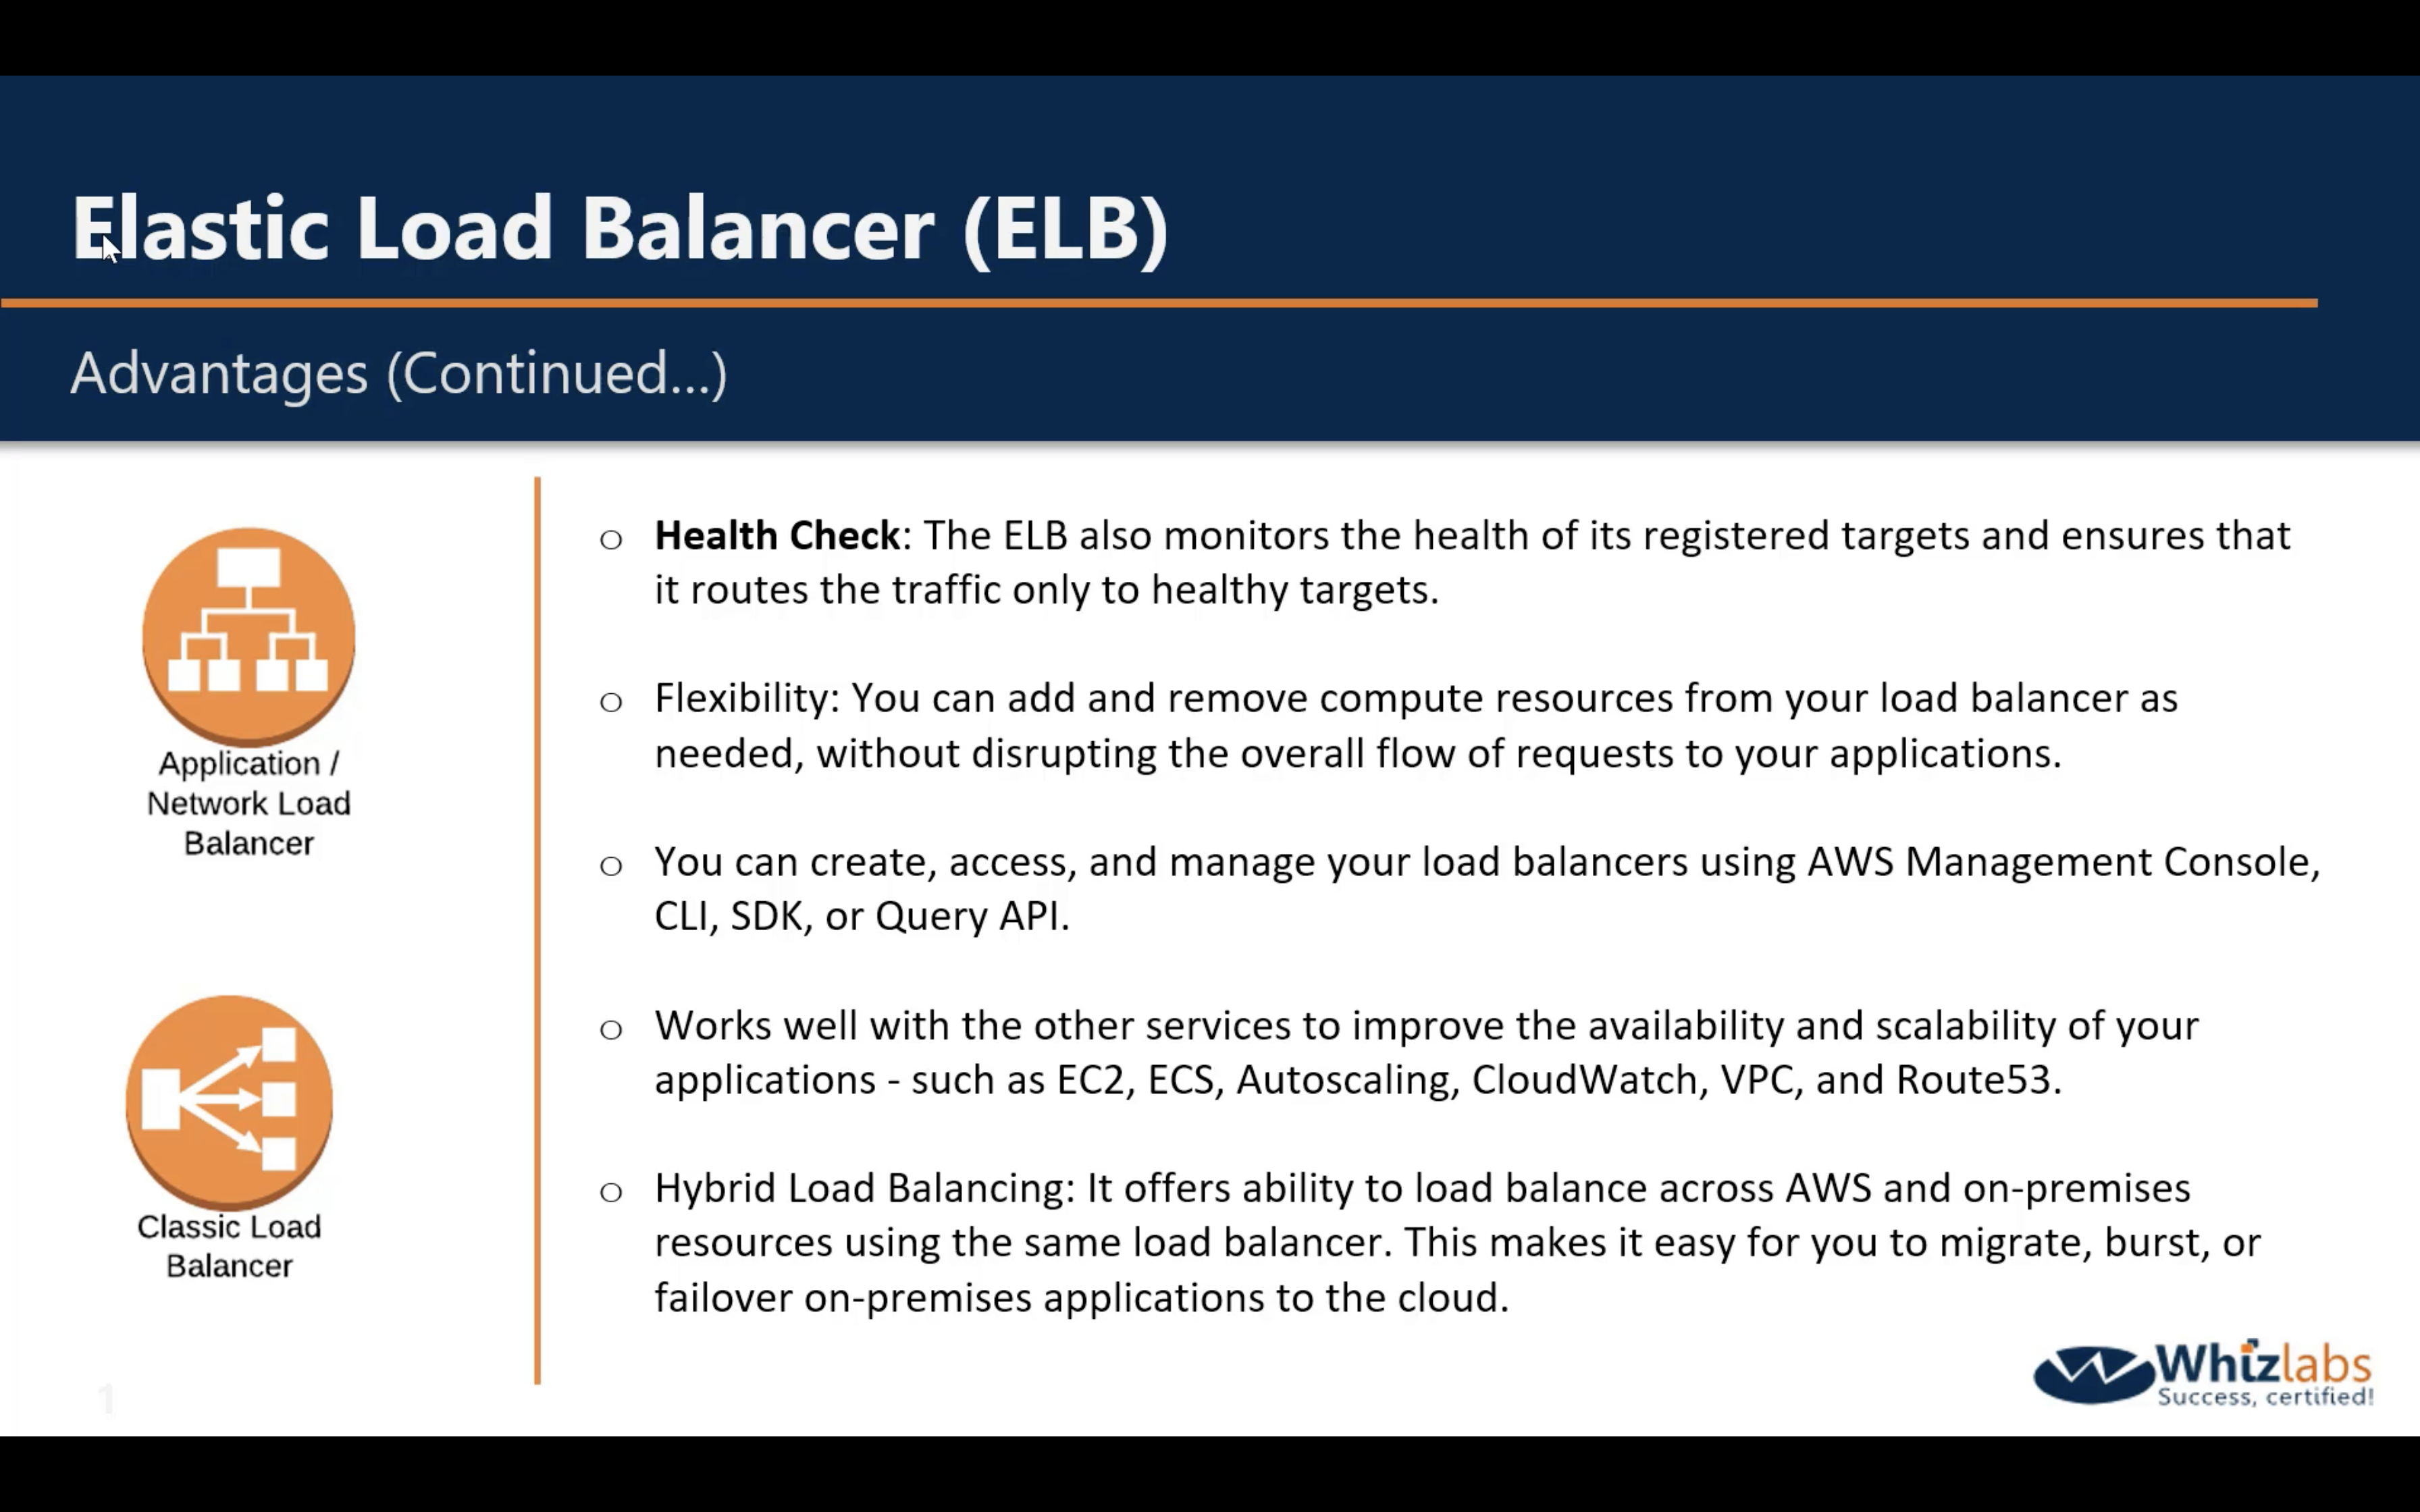 Elastic Load Balancer (ELB)
Advantages (Continued...)
Application /
Network Load
Balancer
Classic Load
Balancer
o Health Check: The ELB also monitors the health of its registered targets and ensures that
it routes the traffic only to healthy targets.
o Flexibility: You can add and remove compute resources from your load balancer as
needed, without disrupting the overall flow of requests to your applications.
o You can create, access, and manage your load balancers using AWS Management Console,
CLI, SDK, or Query API.
o Works well with the other services to improve the availability and scalability of your
applications - such as EC2, ECS, Autoscaling, CloudWatch, VPC, and Route53.
o Hybrid Load Balancing: It offers ability to load balance across AWS and on-premises
resources using the same load balancer. This makes it easy for you to migrate, burst, or
failover on-premises applications to the cloud.
1
Whizlabs
Success, certified!